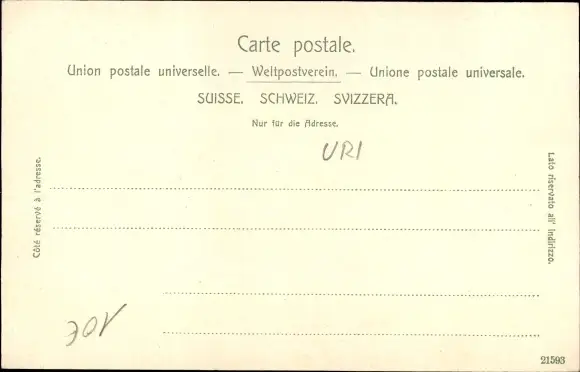 Carte postale.
Union postale universelle. — Weltpostverein. — Unione postale universale.
SUISSE. SCHWEIZ. SVIZZERA.
Nur für die Adresse.
URI
Côté réservé à l'adresse.
Lato riservato all' indirizzo.
21593